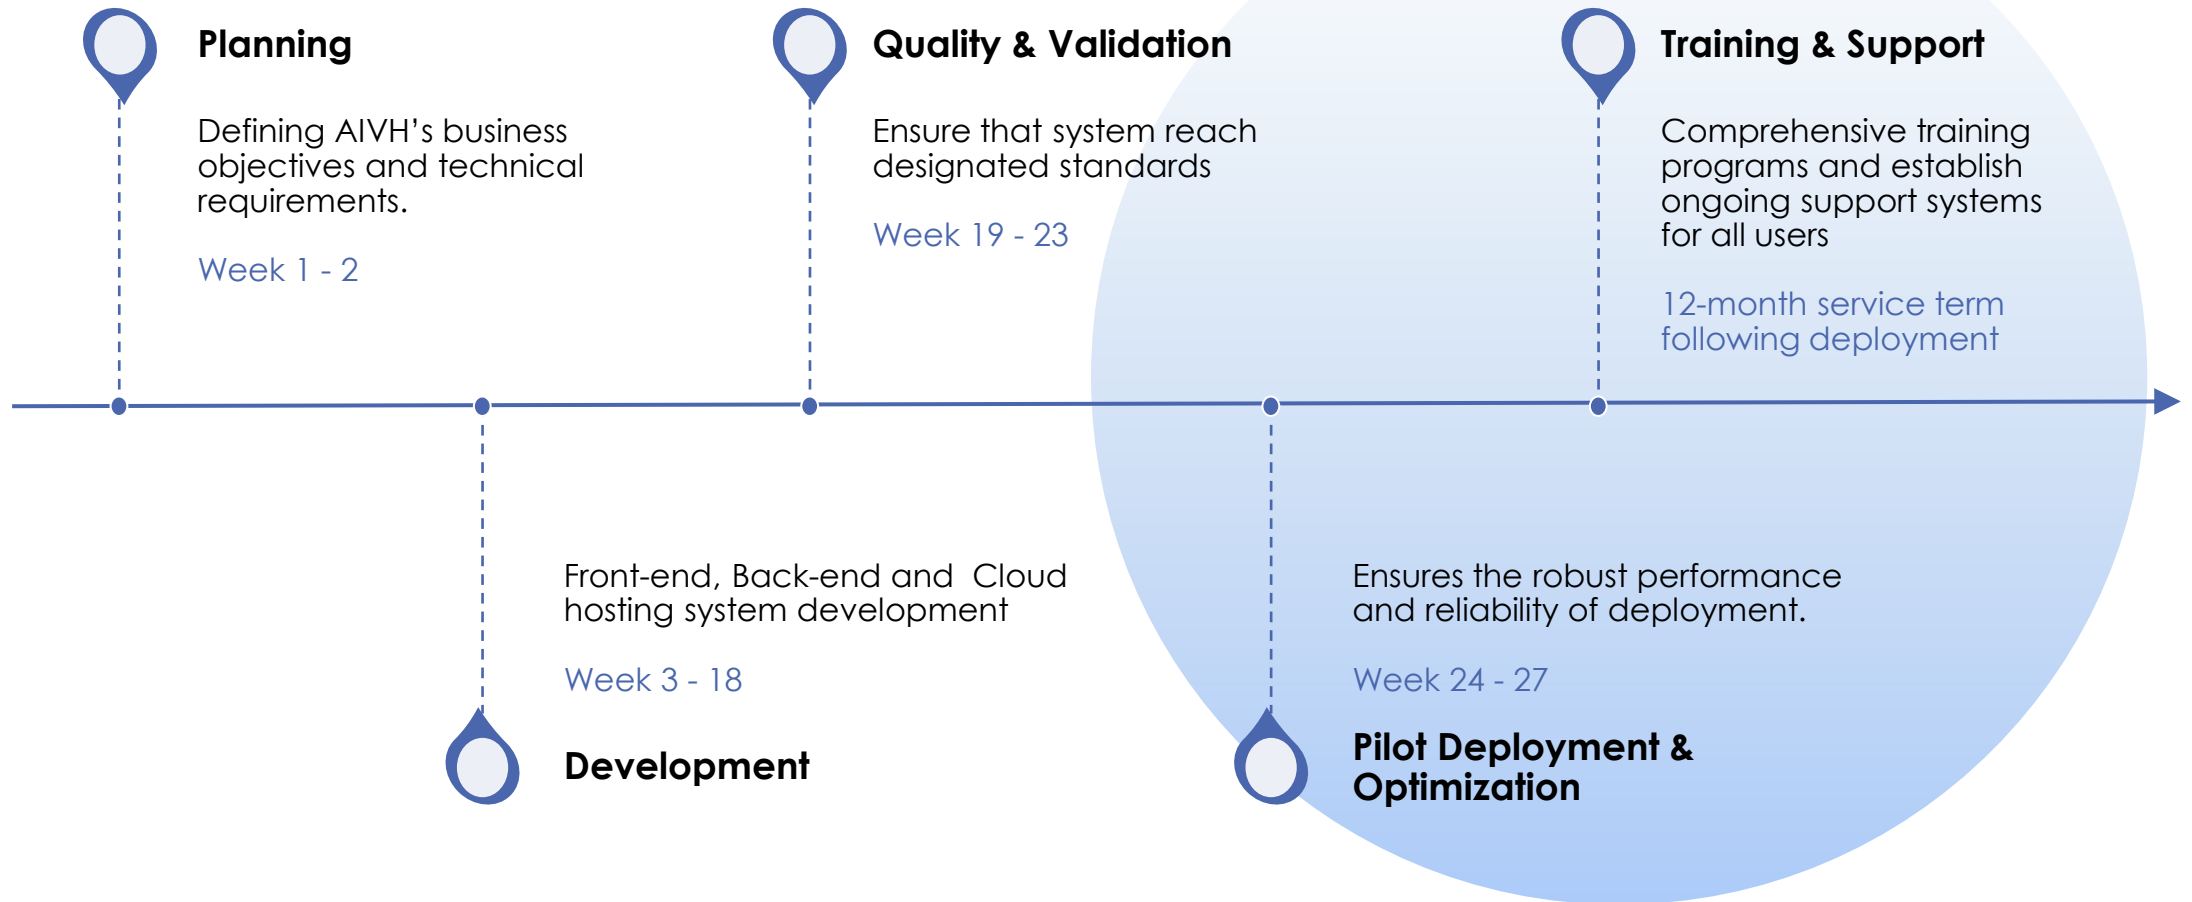 Planning
Defining AIVH’s business
objectives and technical
requirements.
Week 1 - 2
Quality & Validation
Ensure that system reach
designated standards
Week 19 - 23
Training & Support
Comprehensive training
programs and establish
ongoing support systems
for all users
12-month service term
following deployment
Front-end, Back-end and  Cloud
hosting system development
Week 3 - 18
Development
Ensures the robust performance
and reliability of deployment.
Week 24 - 27
Pilot Deployment &
Optimization